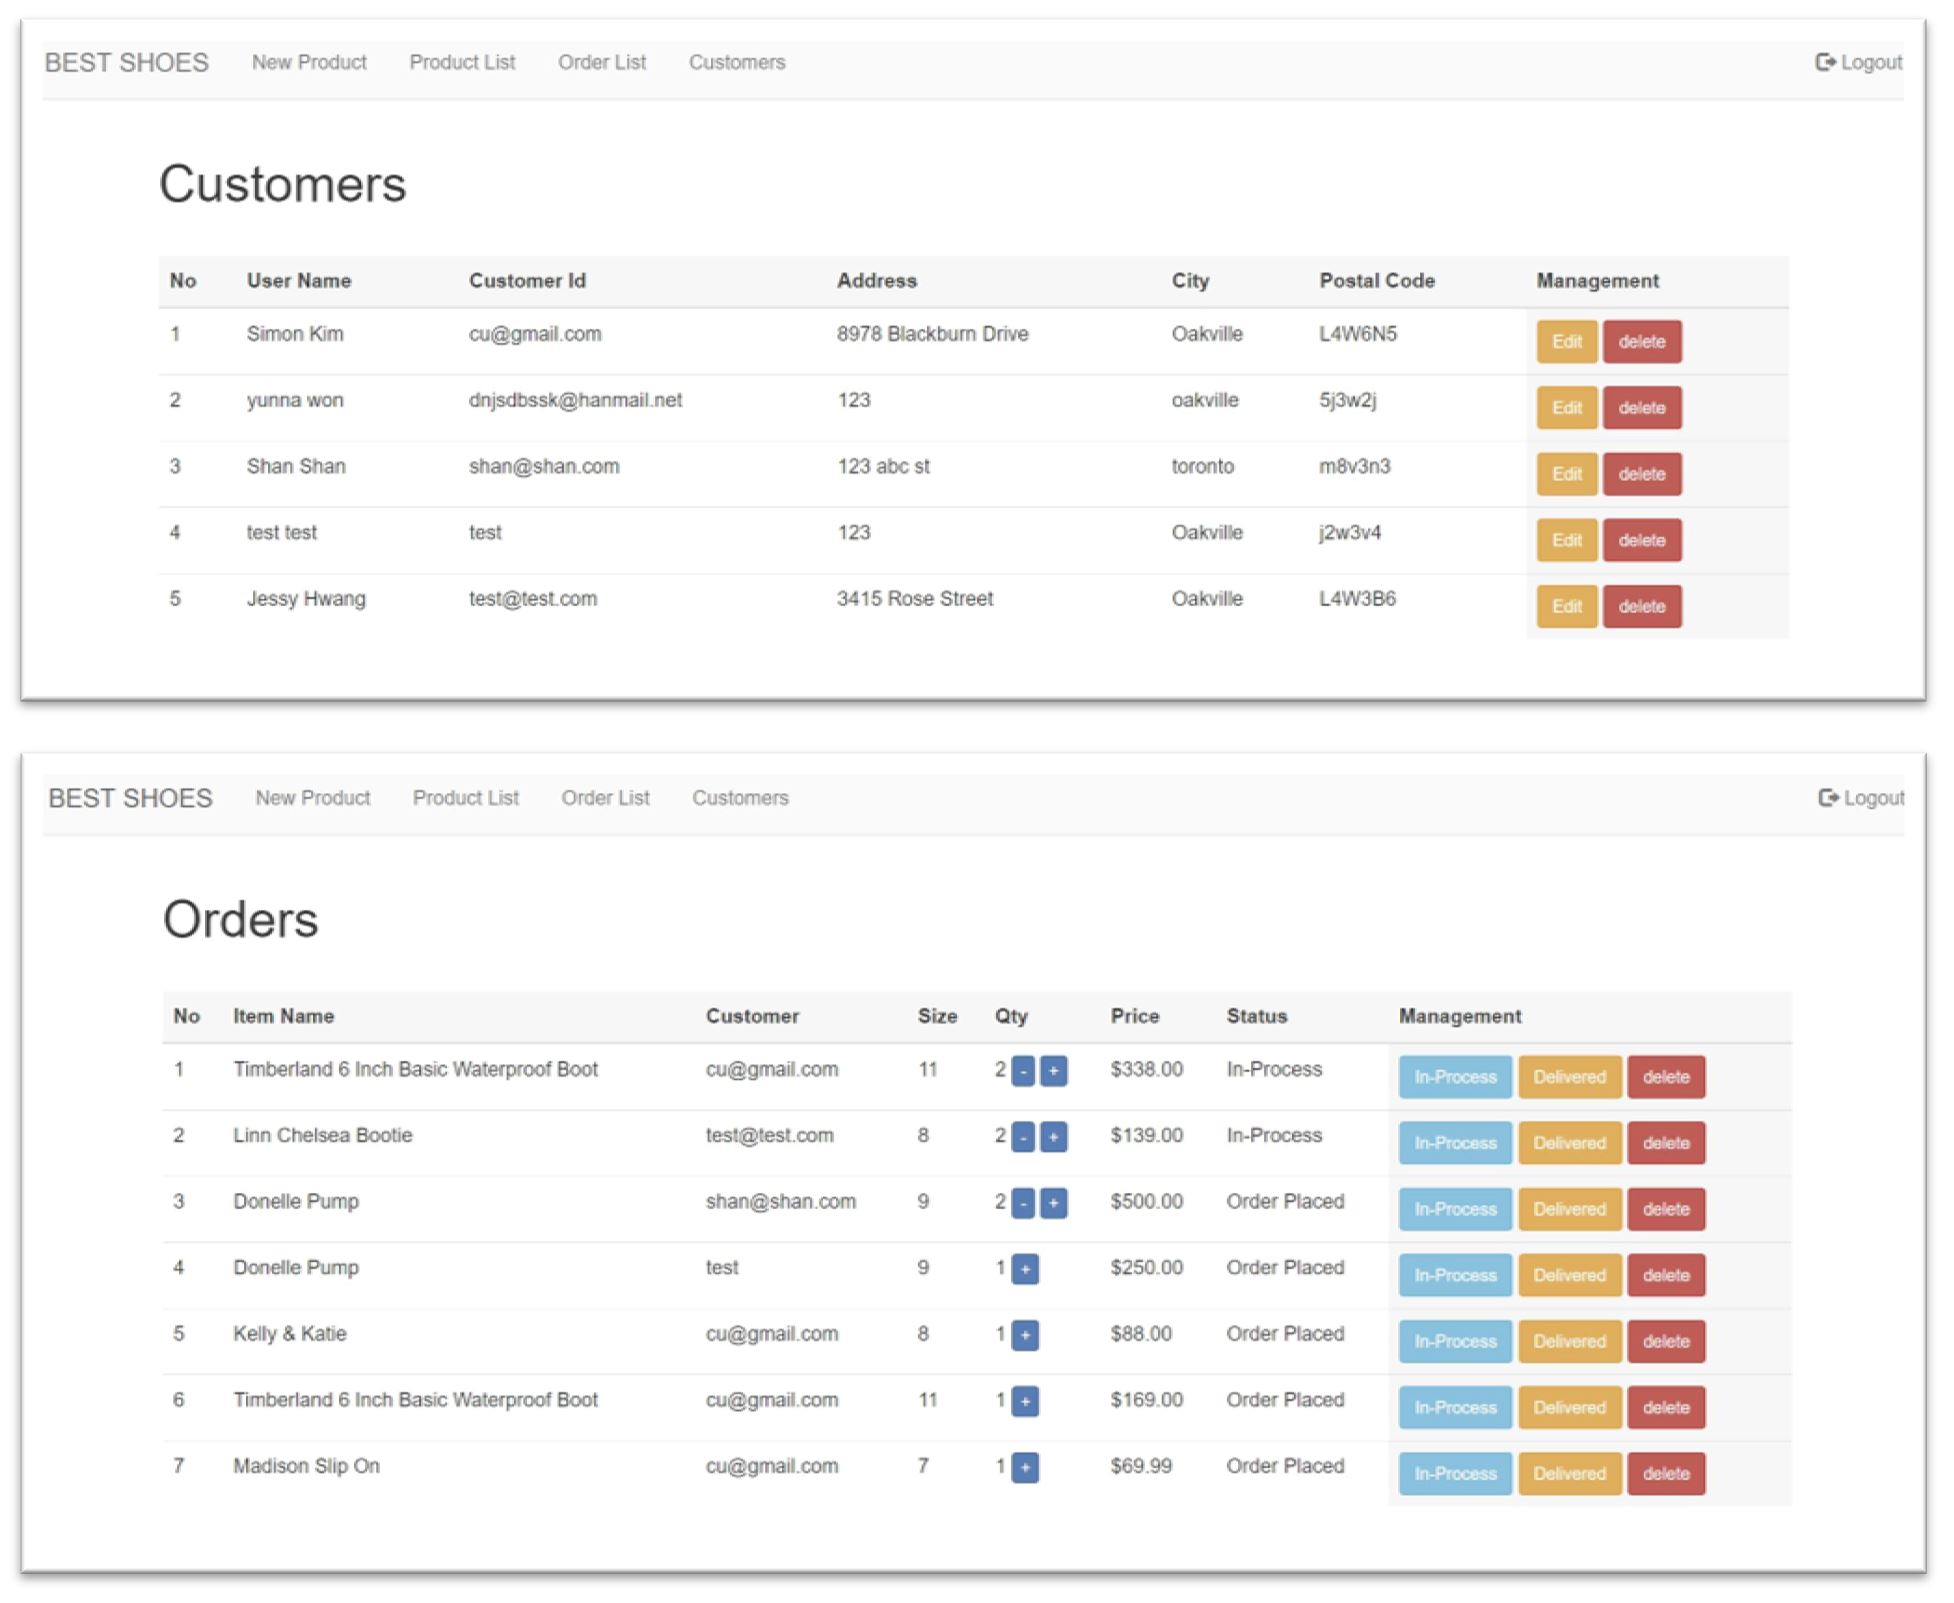 BEST SHOES New Product Product List Order List Customers Logout
Customers
No User Name Customer Id Address City Postal Code Management
1 Simon Kim cu@gmail.com 8978 Blackburn Drive Oakville L4W6N5 Edit delete
2 yunna won dnjsdbssk@hanmail.net 123 oakville 5j3w2j Edit delete
3 Shan Shan shan@shan.com 123 abc st toronto m8v3n3 Edit delete
4 test test test 123 Oakville j2w3v4 Edit delete
5 Jessy Hwang test@test.com 3415 Rose Street Oakville L4W3B6 Edit delete
BEST SHOES New Product Product List Order List Customers Logout
Orders
No Item Name Customer Size Qty Price Status Management
1 Timberland 6 Inch Basic Waterproof Boot cu@gmail.com 11 2 - + $338.00 In-Process In-Process Delivered delete
2 Linn Chelsea Bootie test@test.com 8 2 - + $139.00 In-Process In-Process Delivered delete
3 Donelle Pump shan@shan.com 9 2 - + $500.00 Order Placed In-Process Delivered delete
4 Donelle Pump test 9 1 + $250.00 Order Placed In-Process Delivered delete
5 Kelly & Katie cu@gmail.com 8 1 + $88.00 Order Placed In-Process Delivered delete
6 Timberland 6 Inch Basic Waterproof Boot cu@gmail.com 11 1 + $169.00 Order Placed In-Process Delivered delete
7 Madison Slip On cu@gmail.com 7 1 + $69.99 Order Placed In-Process Delivered delete